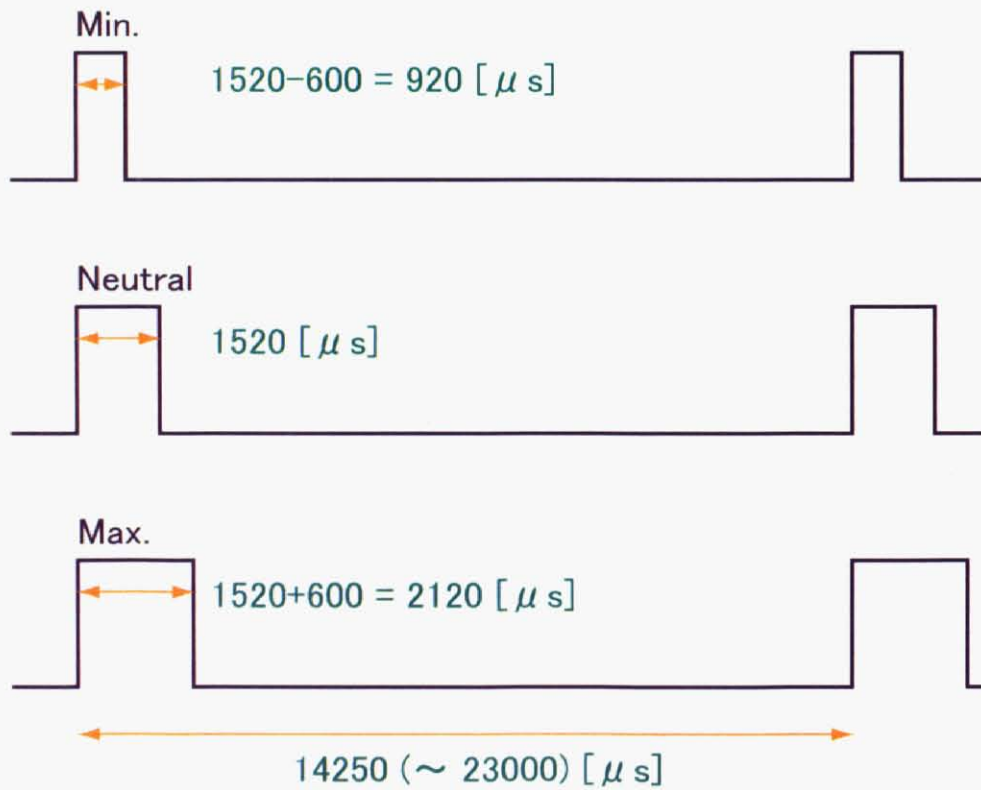 Min.
1520-600 = 920 [μs]
Neutral
1520 [μs]
Max.
1520+600 = 2120 [μs]
14250 (～ 23000) [μs]